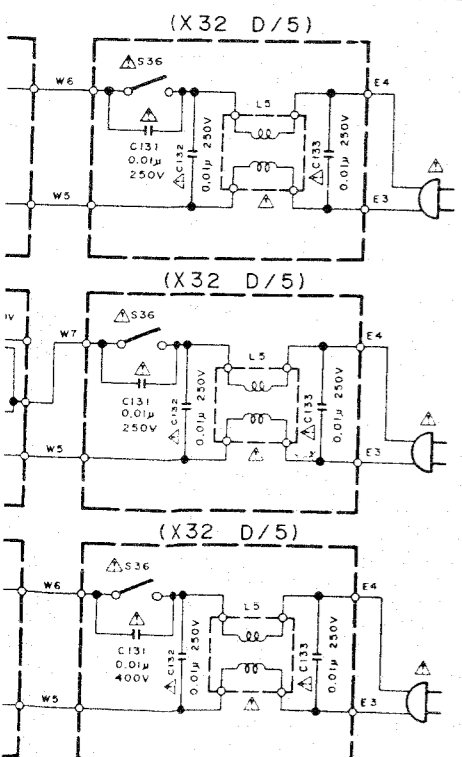 (X32 D/5)
S36
W6
E4
L5
C131
0.01µ
250V
C132
0.01µ 250V
C133
0.01µ 250V
W5
E3
(X32 D/5)
S36
W7
E4
L5
C131
0.01µ
250V
C132
0.01µ 250V
C133
0.01µ 250V
W5
E3
(X32 D/5)
S36
W6
E4
L5
C131
0.01µ
400V
C132
0.01µ 250V
C133
0.01µ 250V
W5
E3